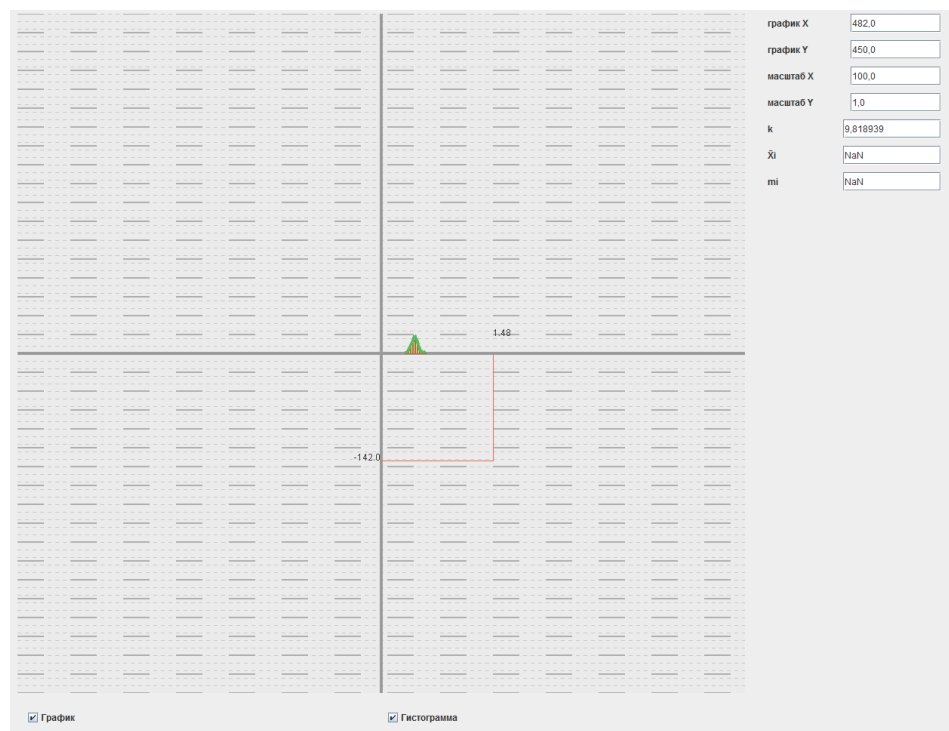 график X 482,0
график Y 450,0
масштаб X 100,0
масштаб Y 1,0
k 9,818939
X̄i NaN
mi NaN
1.48
-142.0
График
Гистограмма